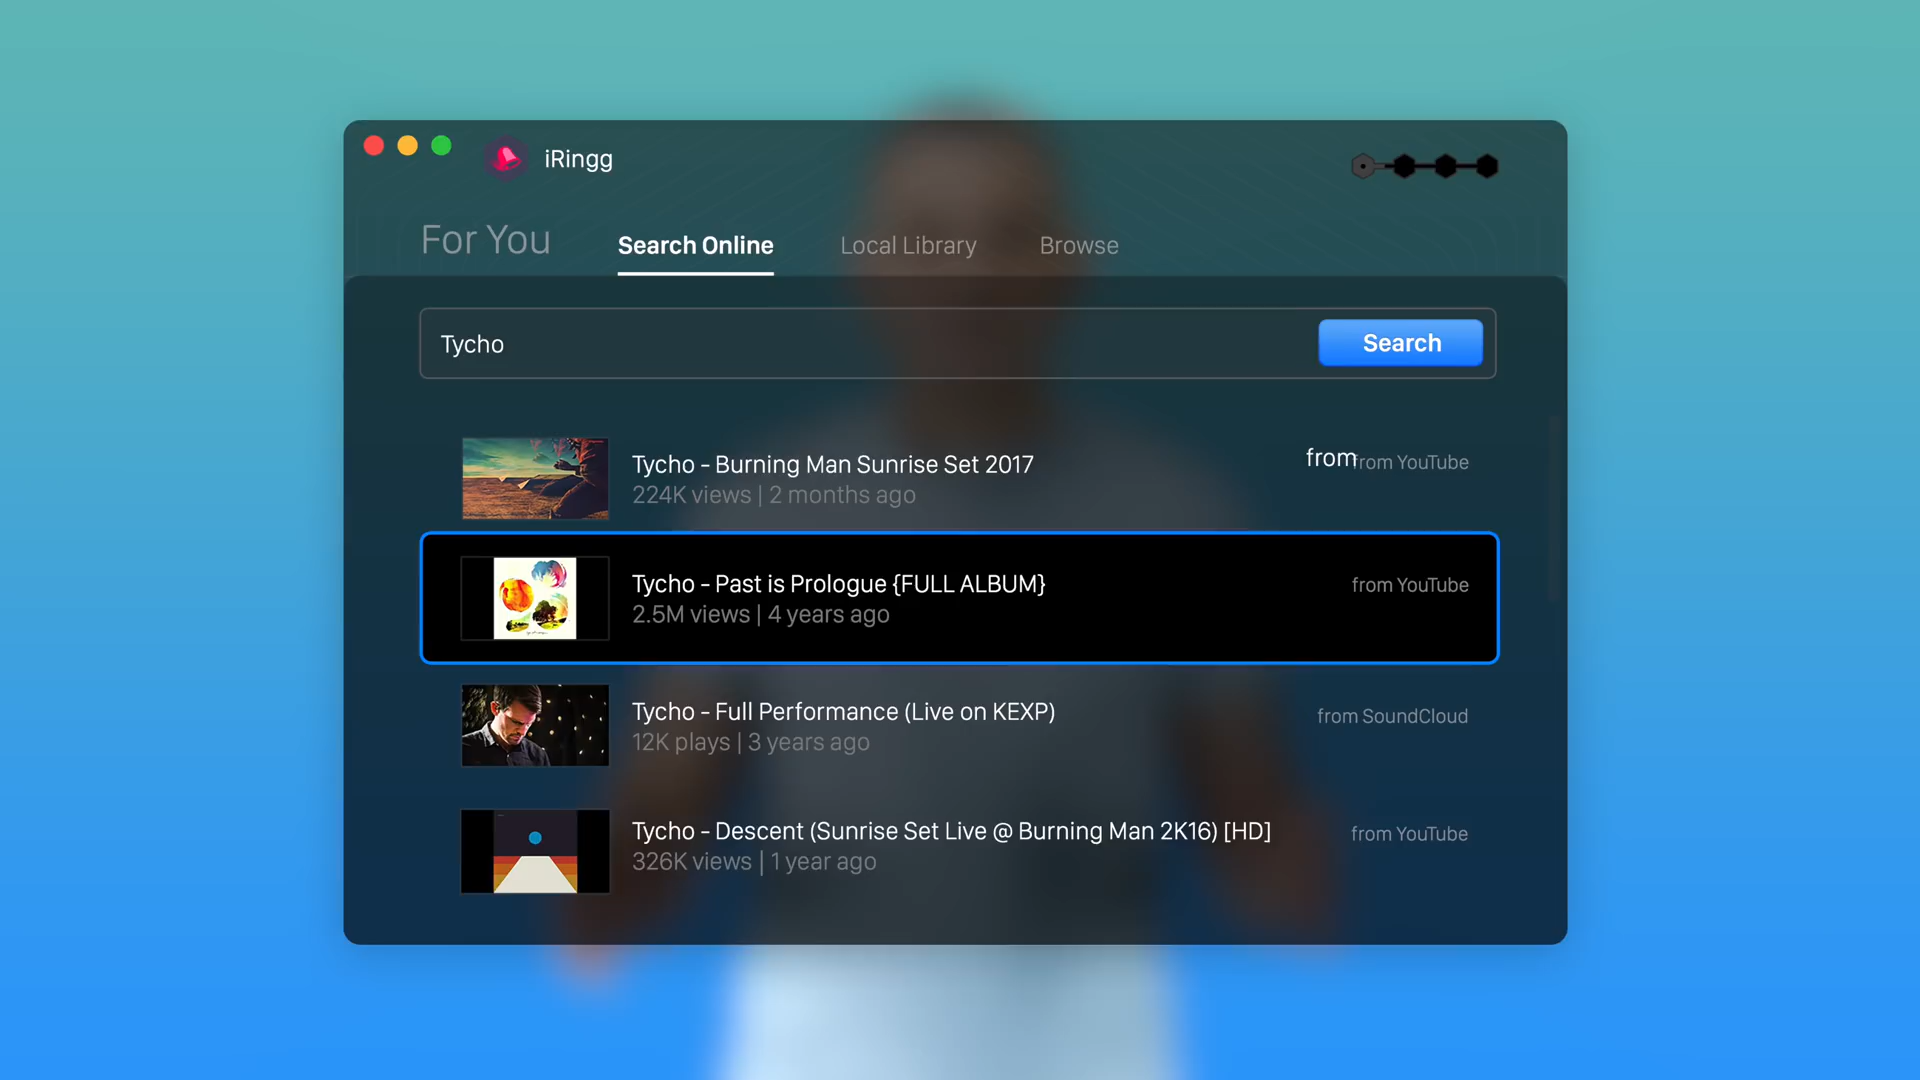 iRingg
For You
Search Online
Local Library
Browse
Tycho
Search
Tycho - Burning Man Sunrise Set 2017
224K views | 2 months ago
from
from YouTube
Tycho - Past is Prologue {FULL ALBUM}
2.5M views | 4 years ago
from YouTube
Tycho - Full Performance (Live on KEXP)
12K plays | 3 years ago
from SoundCloud
Tycho - Descent (Sunrise Set Live @ Burning Man 2K16) [HD]
326K views | 1 year ago
from YouTube